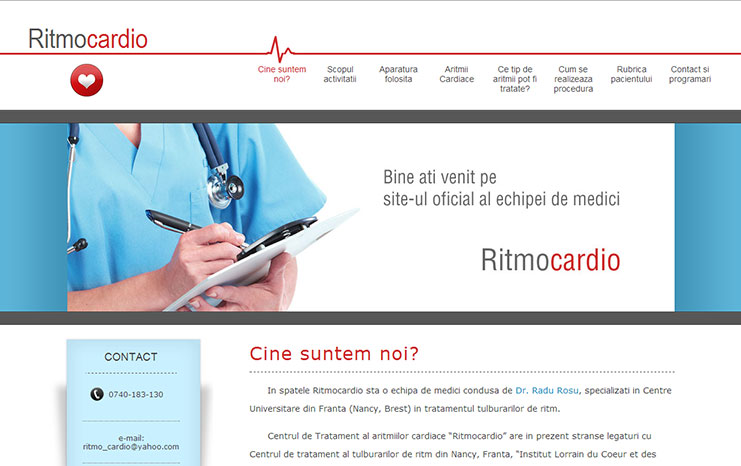 Ritmocardio
Cine suntem
noi?
Scopul
activitatii
Aparatura
folosita
Aritmii
Cardiace
Ce tip de
aritmii pot fi
tratate?
Cum se
realizeaza
procedura
Rubrica
pacientului
Contact si
programari
Bine ati venit pe
site-ul oficial al echipei de medici
Ritmocardio
CONTACT
0740-183-130
e-mail:
ritmo_cardio@yahoo.com
Cine suntem noi?
In spatele Ritmocardio sta o echipa de medici condusa de Dr. Radu Rosu, specializati in Centre
Universitare din Franta (Nancy, Brest) in tratamentul tulburarilor de ritm.
Centrul de Tratament al aritmiilor cardiace “Ritmocardio” are in prezent stranse legaturi cu
Centrul de tratament al tulburarilor de ritm din Nancy, Franta, “Institut Lorrain du Coeur et des